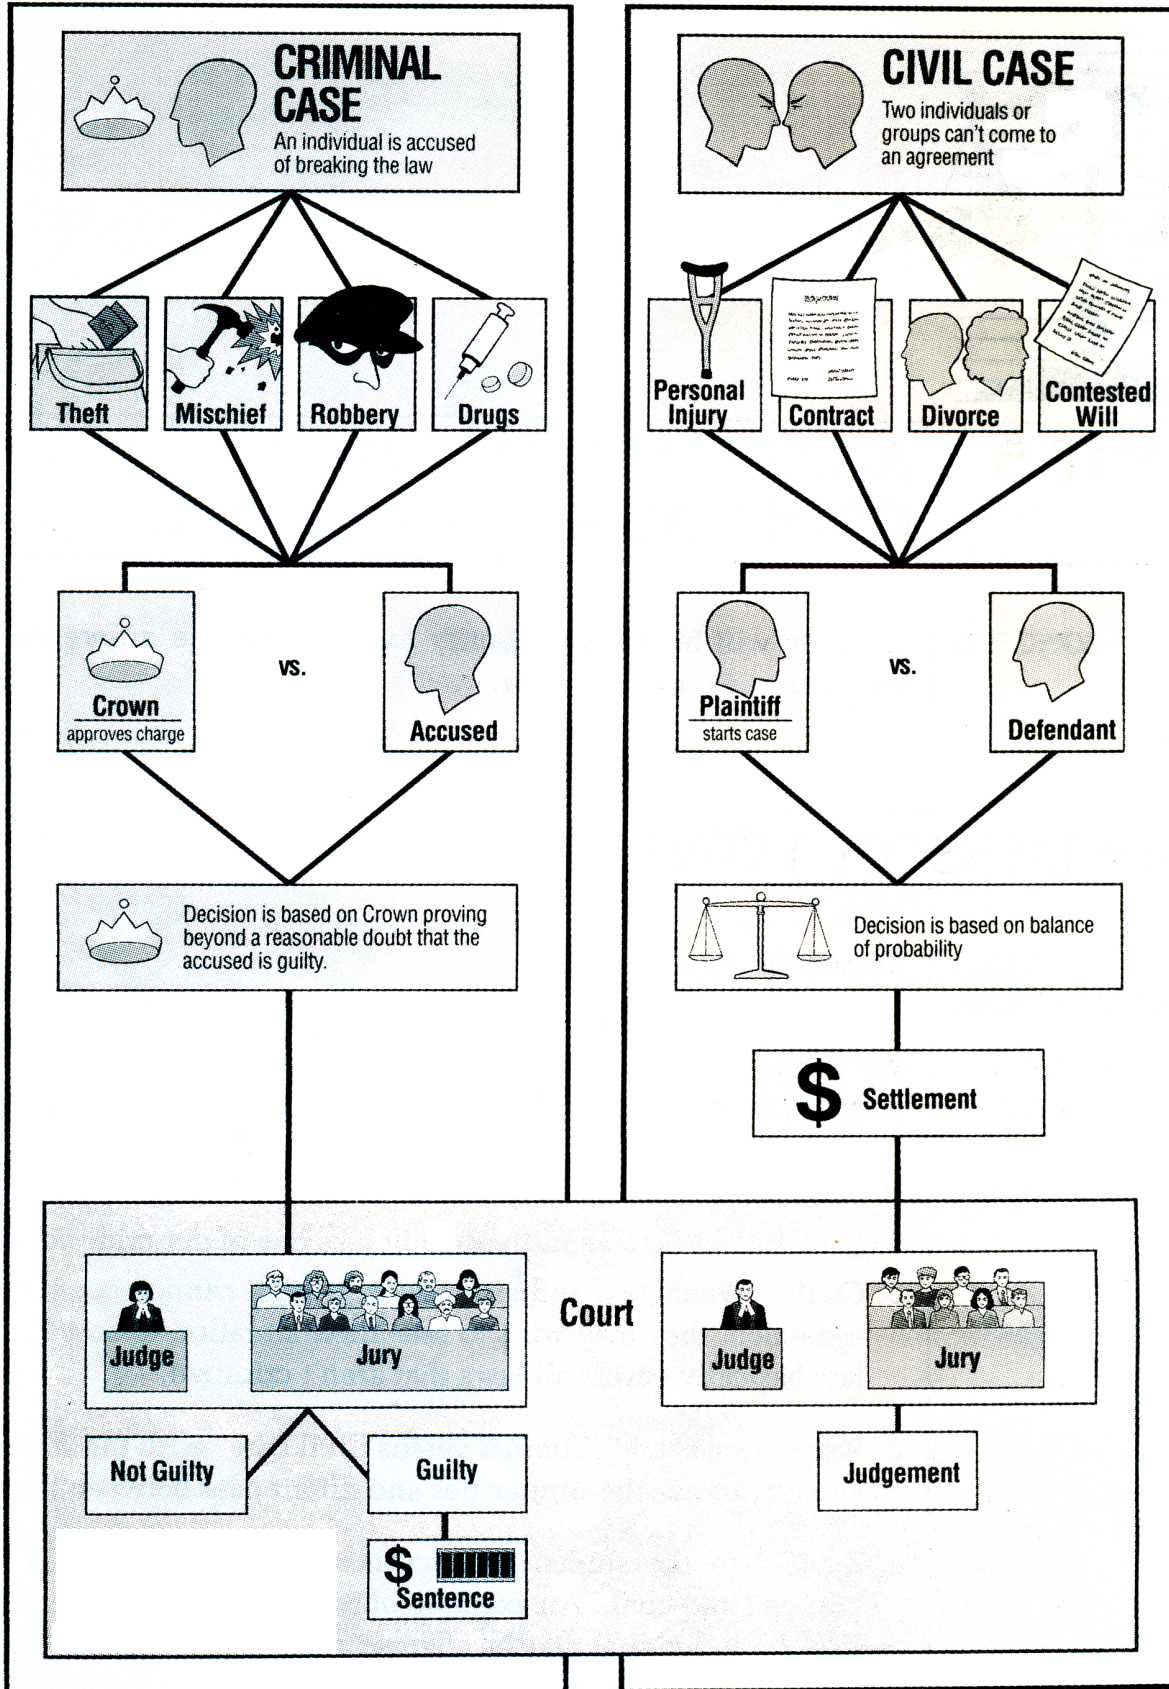 CRIMINAL
CASE
An individual is accused
of breaking the law
Theft
Mischief
Robbery
Drugs
Crown
approves charge
vs.
Accused
Decision is based on Crown proving
beyond a reasonable doubt that the
accused is guilty.
CIVIL CASE
Two individuals or
groups can't come to
an agreement
Personal
Injury
Contract
Divorce
Contested
Will
Plaintiff
starts case
vs.
Defendant
Decision is based on balance
of probability
$ Settlement
Court
Judge
Jury
Not Guilty
Guilty
$
Sentence
Judge
Jury
Judgement